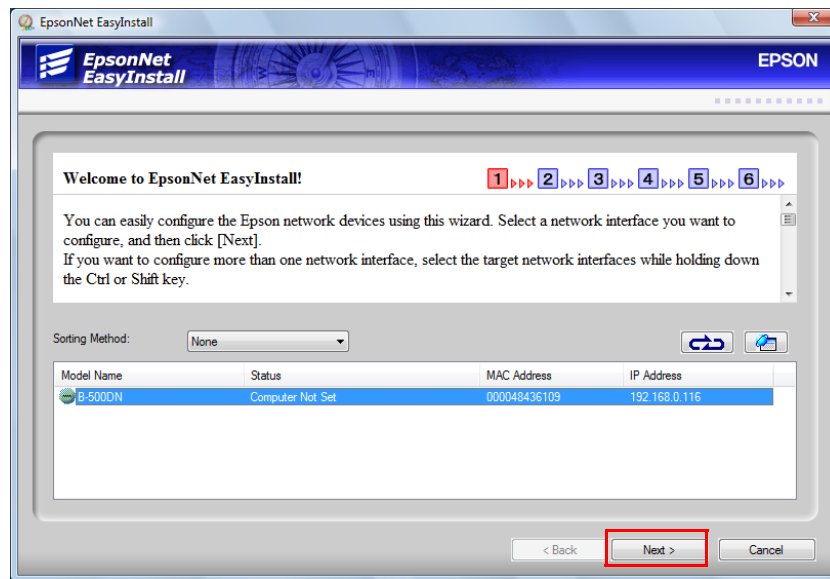 EpsonNet EasyInstall
EpsonNet
EasyInstall
EPSON
Welcome to EpsonNet EasyInstall!
1 2 3 4 5 6
You can easily configure the Epson network devices using this wizard. Select a network interface you want to
configure, and then click [Next].
If you want to configure more than one network interface, select the target network interfaces while holding down
the Ctrl or Shift key.
Sorting Method: None
Model Name Status MAC Address IP Address
B-500DN Computer Not Set 000048436109 192.168.0.116
< Back Next > Cancel